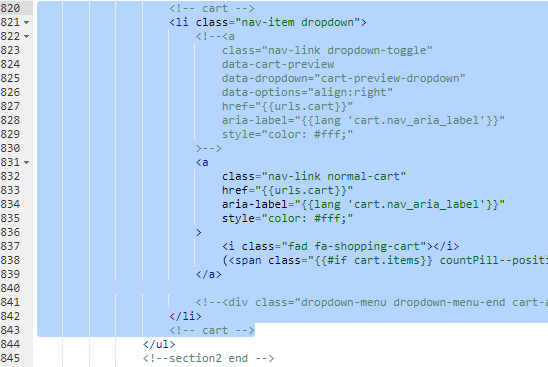 820 <!-- cart -->
821 <li class="nav-item dropdown">
822 <!--<a
823 class="nav-link dropdown-toggle"
824 data-cart-preview
825 data-dropdown="cart-preview-dropdown"
826 data-options="align:right"
827 href="{{urls.cart}}"
828 aria-label="{{lang 'cart.nav_aria_label'}}"
829 style="color: #fff;"
830 >-->
831 <a
832 class="nav-link normal-cart"
833 href="{{urls.cart}}"
834 aria-label="{{lang 'cart.nav_aria_label'}}"
835 style="color: #fff;"
836 >
837 <i class="fad fa-shopping-cart"></i>
838 (<span class="{{#if cart.items}} countPill--positi
839 </a>
840
841 <!--<div class="dropdown-menu dropdown-menu-end cart-a
842 </li>
843 <!-- cart -->
844 </ul>
845 <!--section2 end -->